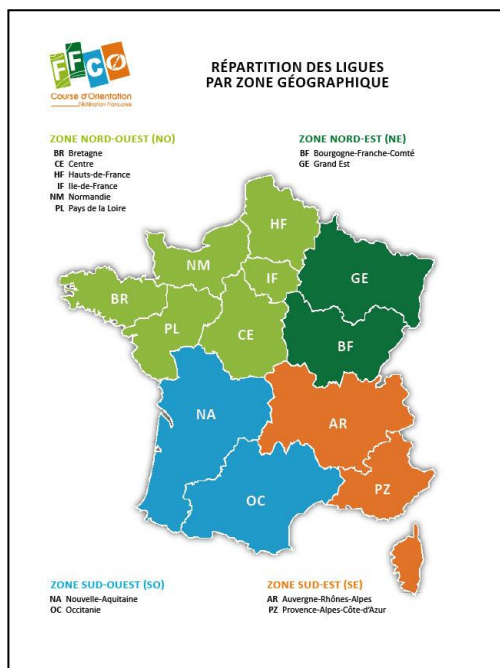 FFCO
Course d'Orientation
Fédération Française
RÉPARTITION DES LIGUES
PAR ZONE GÉOGRAPHIQUE
ZONE NORD-OUEST (NO)
BR Bretagne
CE Centre
HF Hauts-de-France
IF Ile-de-France
NM Normandie
PL Pays de la Loire
ZONE NORD-EST (NE)
BF Bourgogne-Franche-Comté
GE Grand Est
HF
NM
IF
GE
BR
PL
CE
BF
NA
AR
OC
PZ
ZONE SUD-OUEST (SO)
NA Nouvelle-Aquitaine
OC Occitanie
ZONE SUD-EST (SE)
AR Auvergne-Rhônes-Alpes
PZ Provence-Alpes-Côte-d'Azur